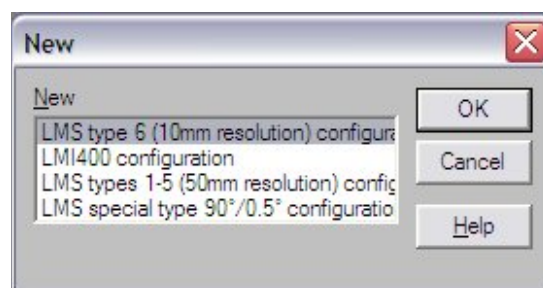 New
New
LMS type 6 (10mm resolution) configura
LMI400 configuration
LMS types 1-5 (50mm resolution) config
LMS special type 90°/0.5° configuratio
OK
Cancel
Help